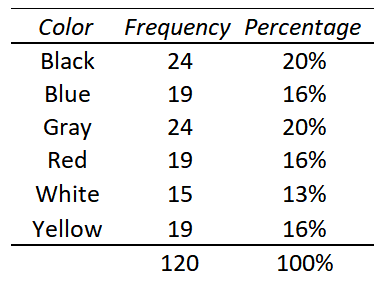 Color Frequency Percentage
Black 24 20%
Blue 19 16%
Gray 24 20%
Red 19 16%
White 15 13%
Yellow 19 16%
120 100%